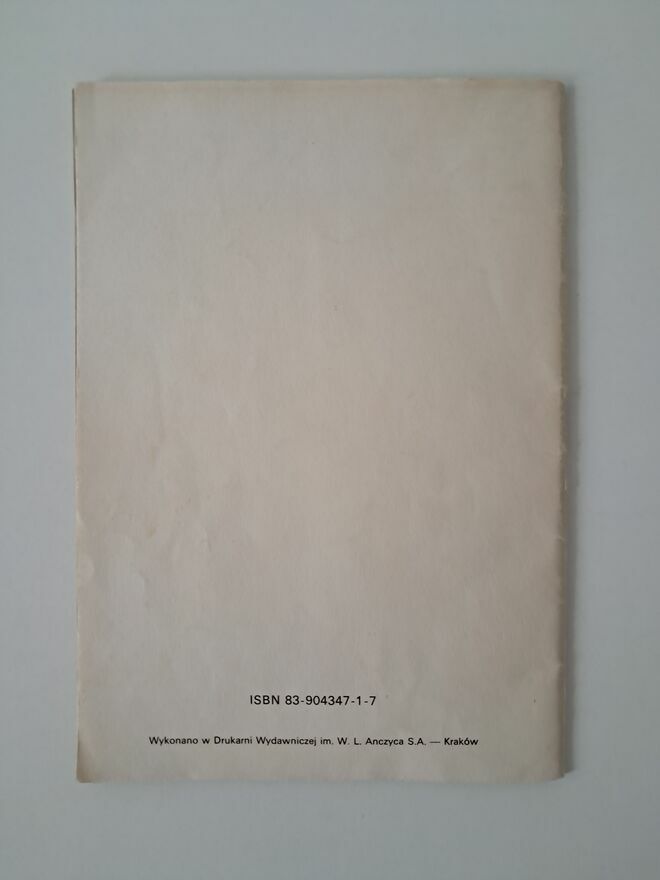 ISBN 83-904347-1-7
Wykonano w Drukarni Wydawniczej im. W. L. Anczyca S.A. — Kraków